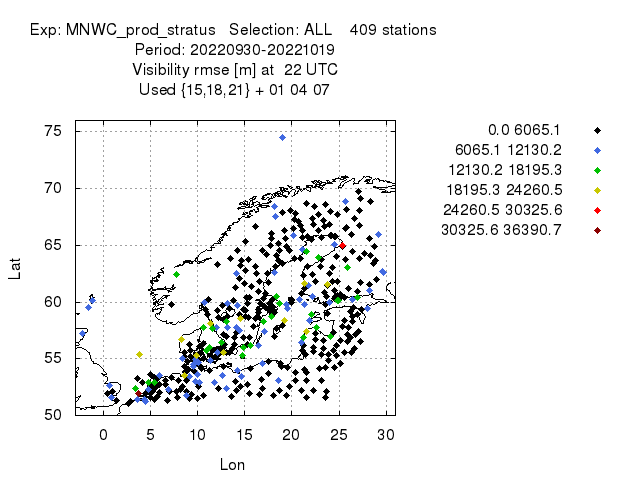 Exp: MNWC_prod_stratus   Selection: ALL    409 stations
Period: 20220930-20221019
Visibility rmse [m] at  22 UTC
Used {15,18,21} + 01 04 07
0.0 6065.1
6065.1 12130.2
12130.2 18195.3
18195.3 24260.5
24260.5 30325.6
30325.6 36390.7
75
70
65
60
55
50
Lat
0 5 10 15 20 25 30
Lon